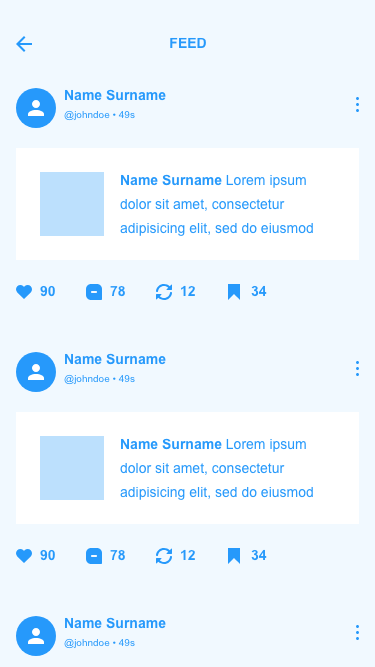 FEED
Name Surname
@johndoe • 49s
Name Surname Lorem ipsum
dolor sit amet, consectetur
adipisicing elit, sed do eiusmod
90 78 12 34
Name Surname
@johndoe • 49s
Name Surname Lorem ipsum
dolor sit amet, consectetur
adipisicing elit, sed do eiusmod
90 78 12 34
Name Surname
@johndoe • 49s